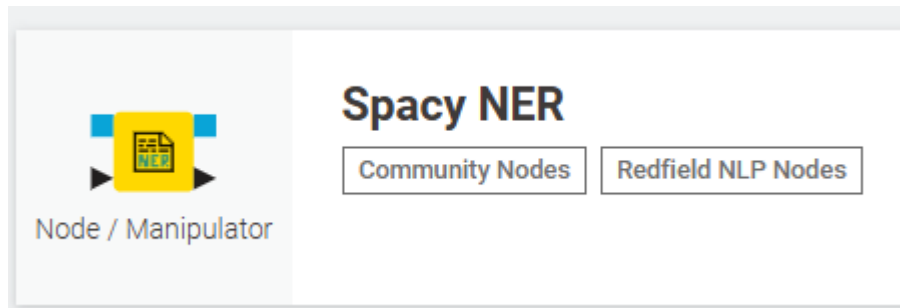 Spacy NER
Community Nodes Redfield NLP Nodes
NER
Node / Manipulator